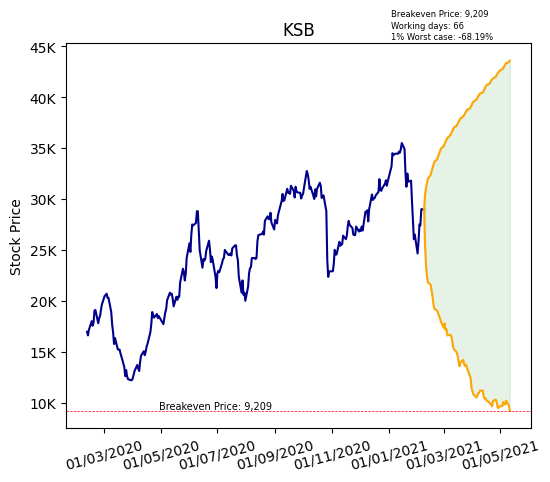 Breakeven Price: 9,209
Working days: 66
1% Worst case: -68.19%
KSB
Stock Price
45K
40K
35K
30K
25K
20K
15K
10K
Breakeven Price: 9,209
01/03/2020
01/05/2020
01/07/2020
01/09/2020
01/11/2020
01/01/2021
01/03/2021
01/05/2021